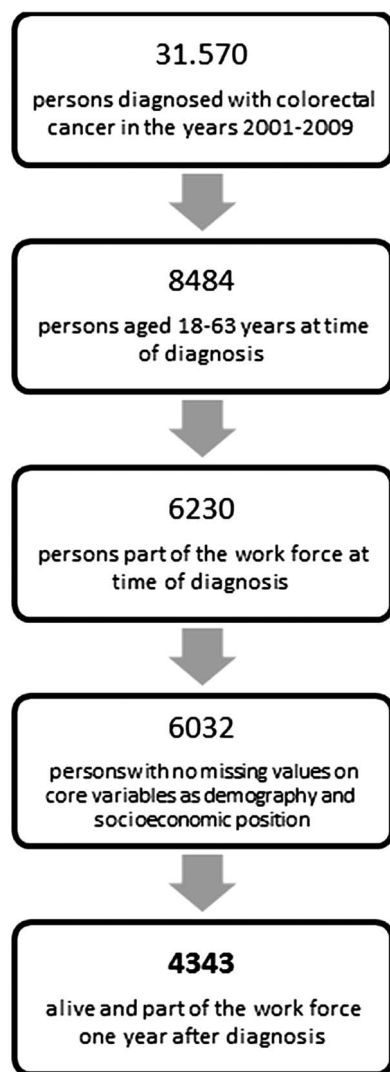 31.570
persons diagnosed with colorectal
cancer in the years 2001-2009
8484
persons aged 18-63 years at time
of diagnosis
6230
persons part of the work force at
time of diagnosis
6032
persons with no missing values on
core variables as demography and
socioeconomic position
4343
alive and part of the work force
one year after diagnosis